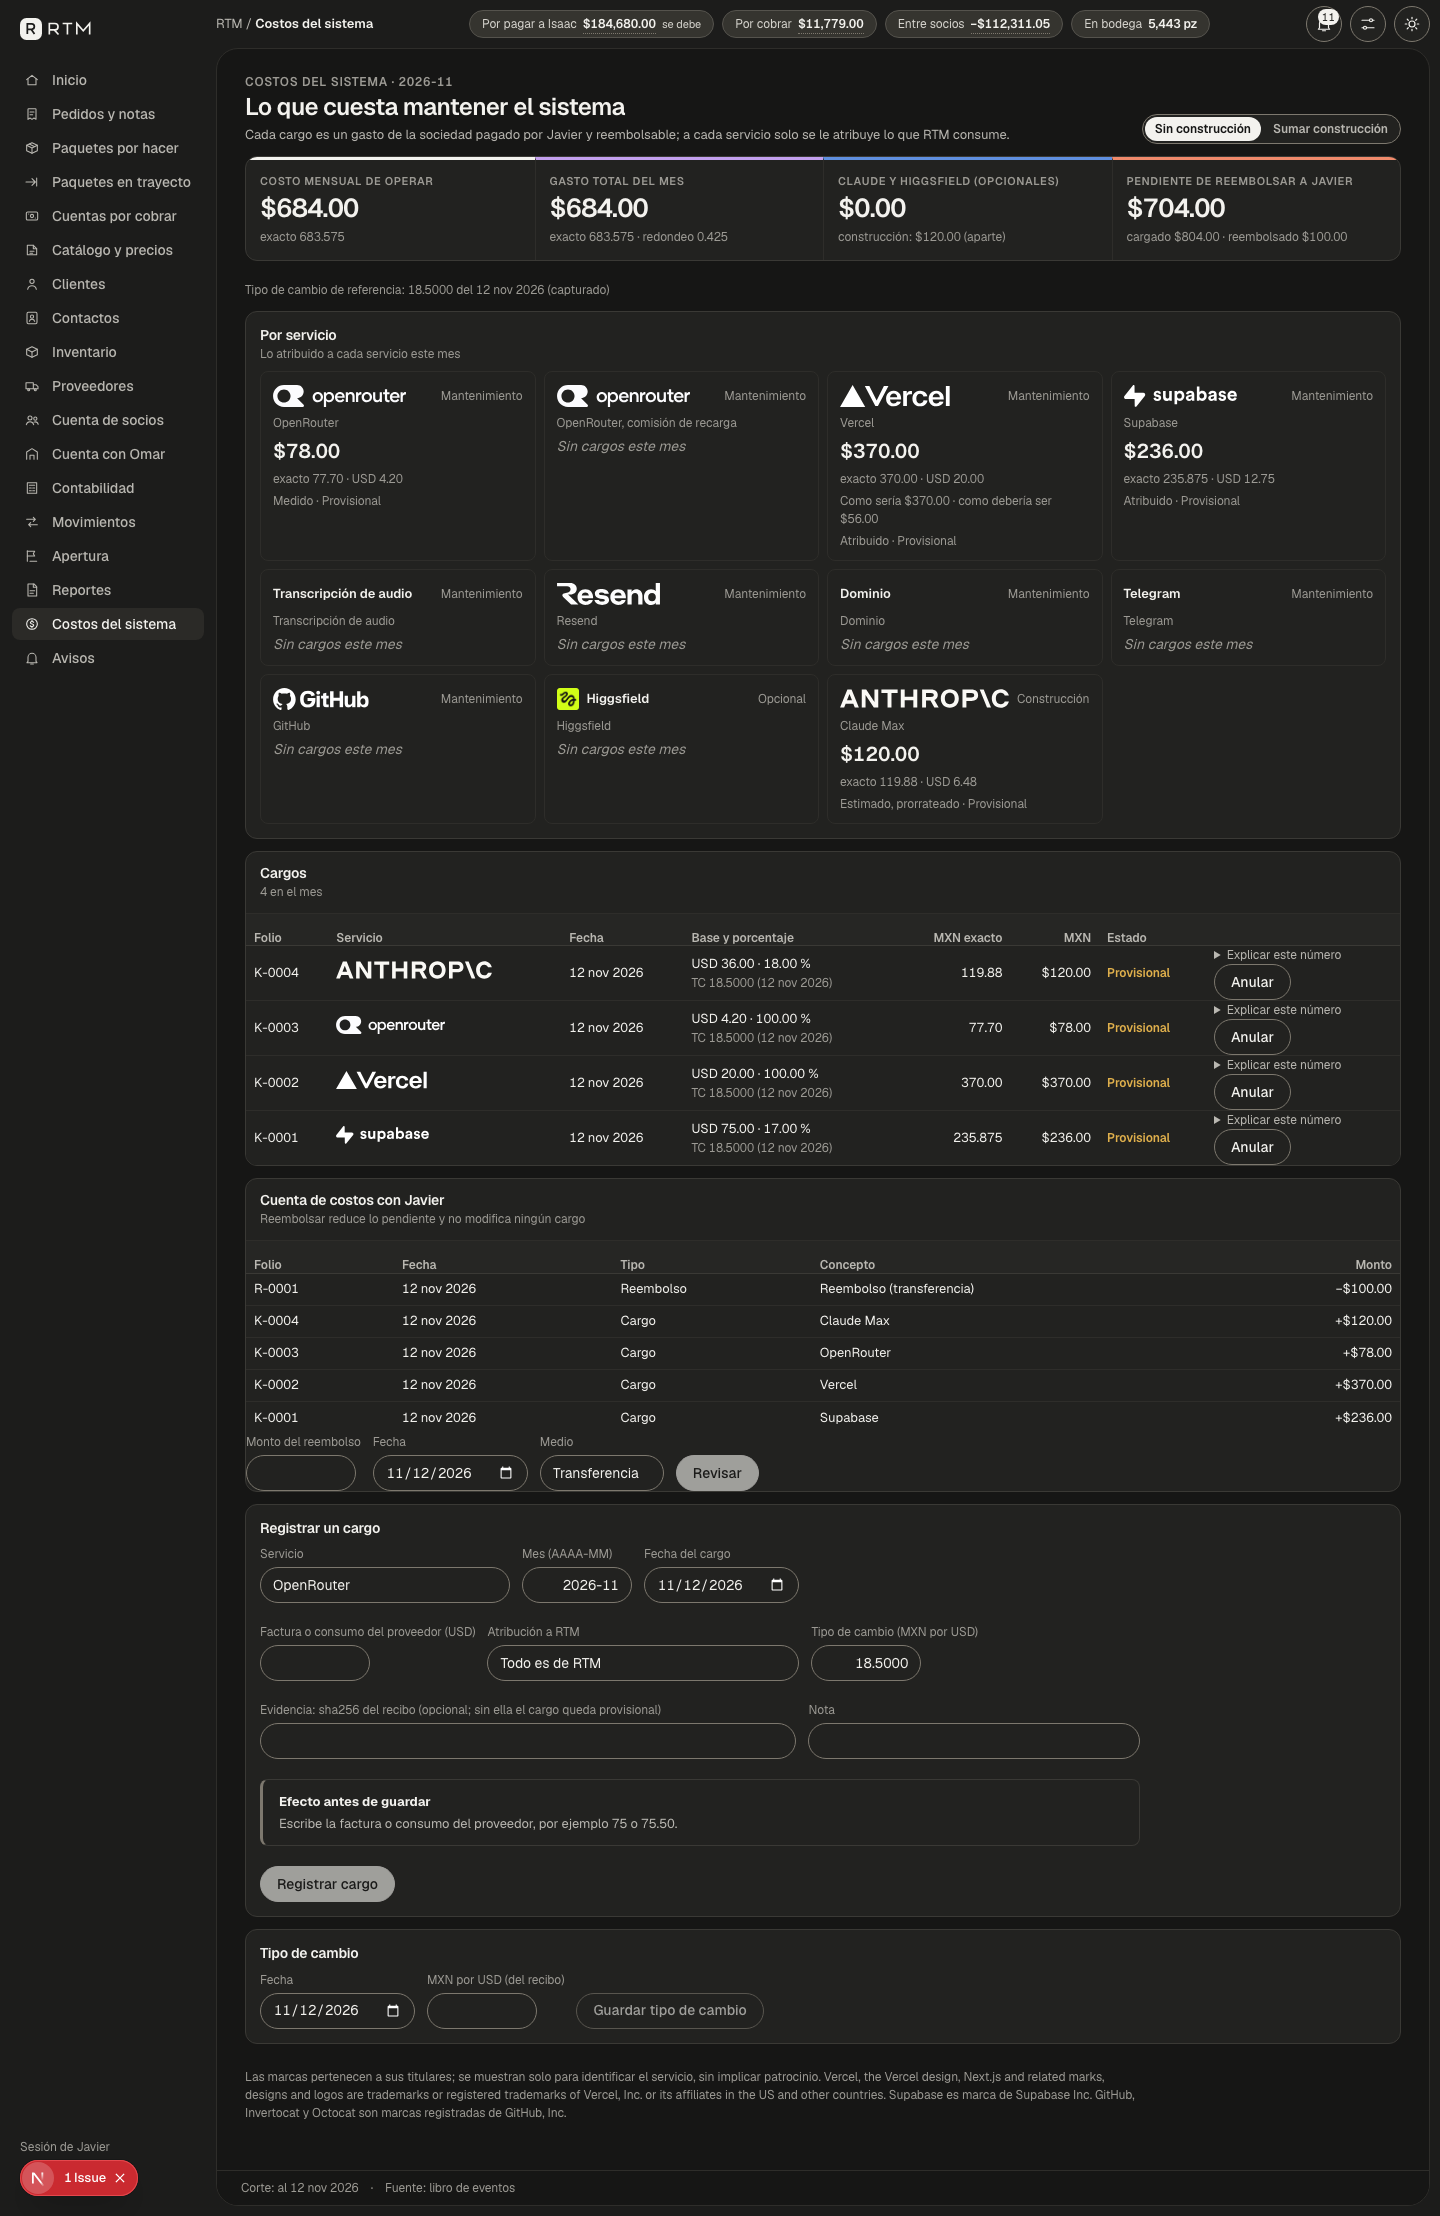 R RTM
RTM / Costos del sistema
Por pagar a Isaac $184,680.00 se debe
Por cobrar $11,779.00
Entre socios −$112,311.05
En bodega 5,443 pz
11
Inicio
Pedidos y notas
Paquetes por hacer
Paquetes en trayecto
Cuentas por cobrar
Catálogo y precios
Clientes
Contactos
Inventario
Proveedores
Cuenta de socios
Cuenta con Omar
Contabilidad
Movimientos
Apertura
Reportes
Costos del sistema
Avisos
COSTOS DEL SISTEMA · 2026-11
Lo que cuesta mantener el sistema
Cada cargo es un gasto de la sociedad pagado por Javier y reembolsable; a cada servicio solo se le atribuye lo que RTM consume.
Sin construcción Sumar construcción
COSTO MENSUAL DE OPERAR
$684.00
exacto 683.575
GASTO TOTAL DEL MES
$684.00
exacto 683.575 · redondeo 0.425
CLAUDE Y HIGGSFIELD (OPCIONALES)
$0.00
construcción: $120.00 (aparte)
PENDIENTE DE REEMBOLSAR A JAVIER
$704.00
cargado $804.00 · reembolsado $100.00
Tipo de cambio de referencia: 18.5000 del 12 nov 2026 (capturado)
Por servicio
Lo atribuido a cada servicio este mes
openrouter Mantenimiento
OpenRouter
$78.00
exacto 77.70 · USD 4.20
Medido · Provisional
openrouter Mantenimiento
OpenRouter, comisión de recarga
Sin cargos este mes
Vercel Mantenimiento
Vercel
$370.00
exacto 370.00 · USD 20.00
Como sería $370.00 · como debería ser
$56.00
Atribuido · Provisional
supabase Mantenimiento
Supabase
$236.00
exacto 235.875 · USD 12.75
Atribuido · Provisional
Transcripción de audio Mantenimiento
Transcripción de audio
Sin cargos este mes
Resend Mantenimiento
Resend
Sin cargos este mes
Dominio Mantenimiento
Dominio
Sin cargos este mes
Telegram Mantenimiento
Telegram
Sin cargos este mes
GitHub Mantenimiento
GitHub
Sin cargos este mes
Higgsfield Opcional
Higgsfield
Sin cargos este mes
ANTHROP\C Construcción
Claude Max
$120.00
exacto 119.88 · USD 6.48
Estimado, prorrateado · Provisional
Cargos
4 en el mes
Folio Servicio Fecha Base y porcentaje MXN exacto MXN Estado
K-0004 ANTHROP\C 12 nov 2026 USD 36.00 · 18.00 % 119.88 $120.00 Provisional Explicar este número
TC 18.5000 (12 nov 2026) Anular
K-0003 openrouter 12 nov 2026 USD 4.20 · 100.00 % 77.70 $78.00 Provisional Explicar este número
TC 18.5000 (12 nov 2026) Anular
K-0002 Vercel 12 nov 2026 USD 20.00 · 100.00 % 370.00 $370.00 Provisional Explicar este número
TC 18.5000 (12 nov 2026) Anular
K-0001 supabase 12 nov 2026 USD 75.00 · 17.00 % 235.875 $236.00 Provisional Explicar este número
TC 18.5000 (12 nov 2026) Anular
Cuenta de costos con Javier
Reembolsar reduce lo pendiente y no modifica ningún cargo
Folio Fecha Tipo Concepto Monto
R-0001 12 nov 2026 Reembolso Reembolso (transferencia) −$100.00
K-0004 12 nov 2026 Cargo Claude Max +$120.00
K-0003 12 nov 2026 Cargo OpenRouter +$78.00
K-0002 12 nov 2026 Cargo Vercel +$370.00
K-0001 12 nov 2026 Cargo Supabase +$236.00
Monto del reembolso Fecha Medio
11/12/2026 Transferencia Revisar
Registrar un cargo
Servicio Mes (AAAA-MM) Fecha del cargo
OpenRouter 2026-11 11/12/2026
Factura o consumo del proveedor (USD) Atribución a RTM Tipo de cambio (MXN por USD)
Todo es de RTM 18.5000
Evidencia: sha256 del recibo (opcional; sin ella el cargo queda provisional) Nota
Efecto antes de guardar
Escribe la factura o consumo del proveedor, por ejemplo 75 o 75.50.
Registrar cargo
Tipo de cambio
Fecha MXN por USD (del recibo)
11/12/2026 Guardar tipo de cambio
Las marcas pertenecen a sus titulares; se muestran solo para identificar el servicio, sin implicar patrocinio. Vercel, the Vercel design, Next.js and related marks,
designs and logos are trademarks or registered trademarks of Vercel, Inc. or its affiliates in the US and other countries. Supabase es marca de Supabase Inc. GitHub,
Invertocat y Octocat son marcas registradas de GitHub, Inc.
Sesión de Javier
N 1 Issue
Corte: al 12 nov 2026 · Fuente: libro de eventos